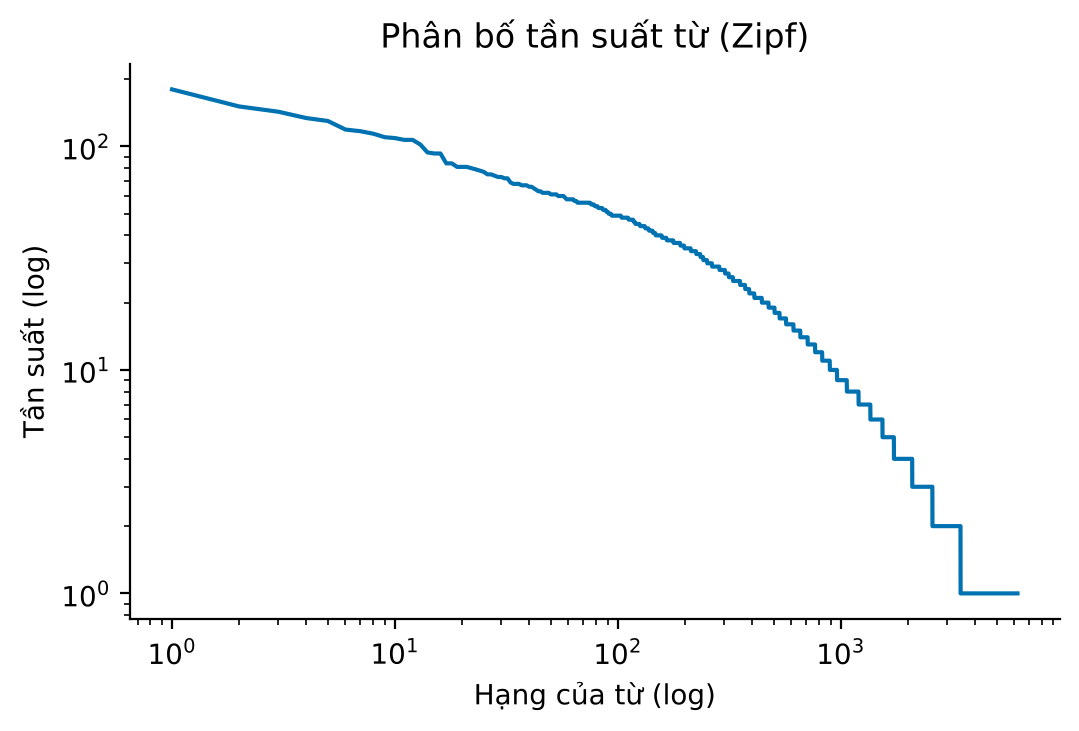 Phân bố tần suất từ (Zipf)
Tần suất (log)
10²
10¹
10⁰
10⁰ 10¹ 10² 10³
Hạng của từ (log)